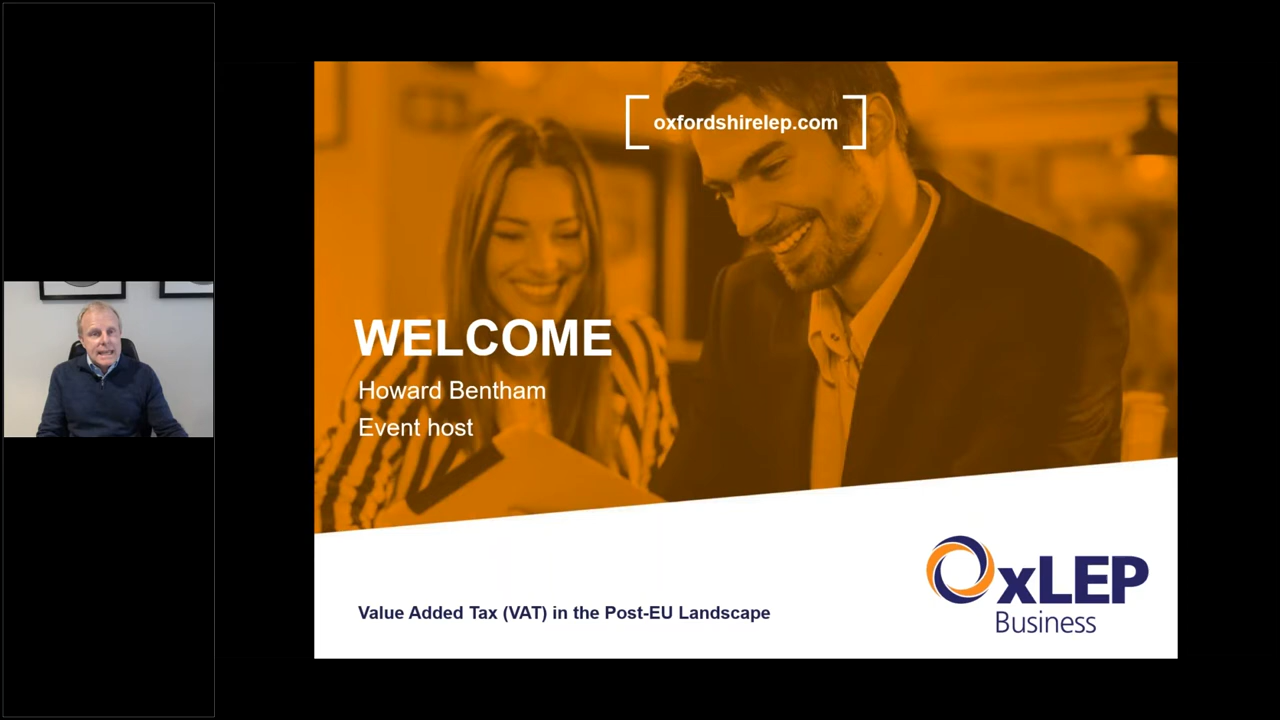 oxfordshirelep.com
WELCOME
Howard Bentham
Event host
Value Added Tax (VAT) in the Post-EU Landscape
OxLEP
Business